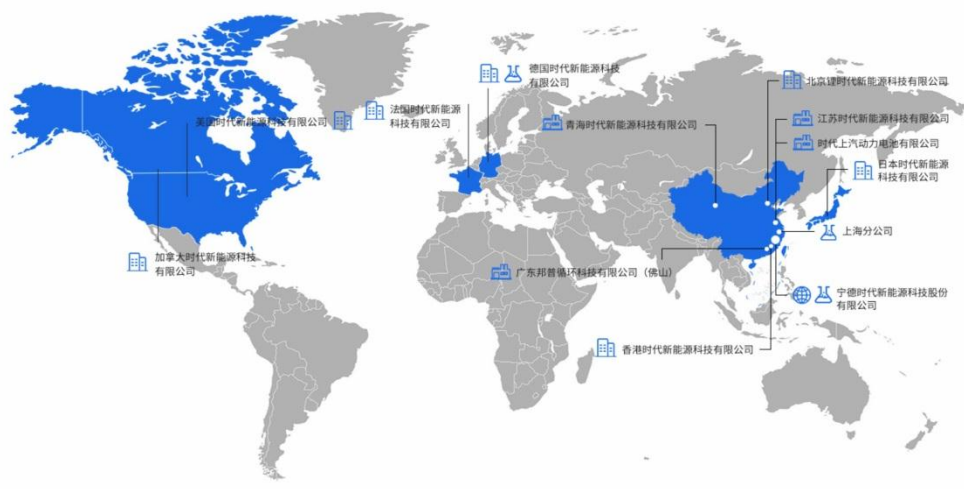 德国时代新能源科技
有限公司
北京锂时代新能源科技有限公司
法国时代新能源
科技有限公司
美国时代新能源科技有限公司
青海时代新能源科技有限公司
江苏时代新能源科技有限公司
时代上汽动力电池有限公司
日本时代新能源
科技有限公司
上海分公司
加拿大时代新能源科技
有限公司
广东邦普循环科技有限公司（佛山）
宁德时代新能源科技股份
有限公司
香港时代新能源科技有限公司